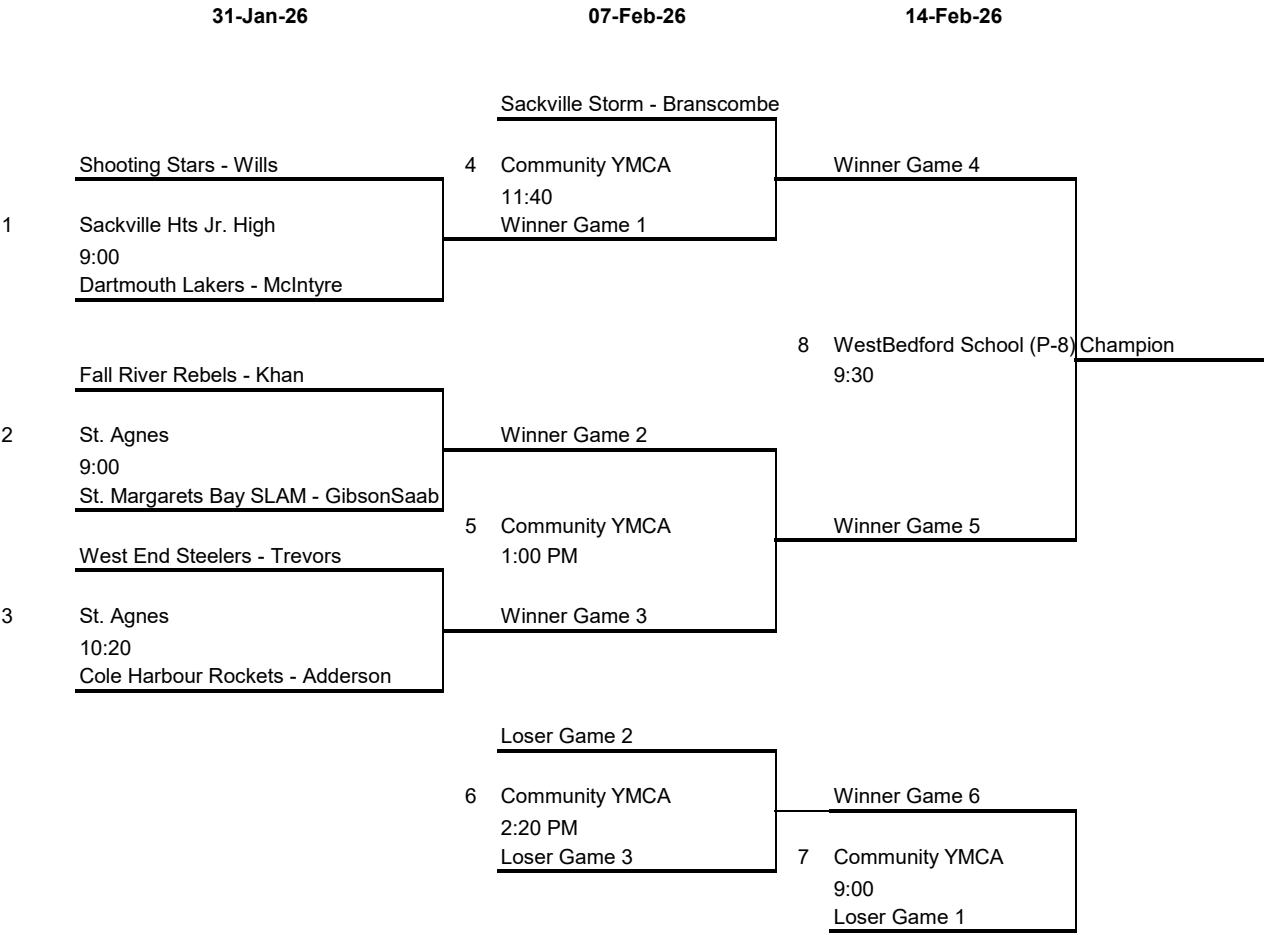 31-Jan-26 07-Feb-26 14-Feb-26
Sackville Storm - Branscombe
Shooting Stars - Wills 4 Community YMCA Winner Game 4
11:40
1 Sackville Hts Jr. High Winner Game 1
9:00
Dartmouth Lakers - McIntyre
8 WestBedford School (P-8) Champion
Fall River Rebels - Khan 9:30
2 St. Agnes Winner Game 2
9:00
St. Margarets Bay SLAM - GibsonSaab
5 Community YMCA Winner Game 5
West End Steelers - Trevors 1:00 PM
3 St. Agnes Winner Game 3
10:20
Cole Harbour Rockets - Adderson
Loser Game 2
6 Community YMCA Winner Game 6
2:20 PM
Loser Game 3 7 Community YMCA
9:00
Loser Game 1